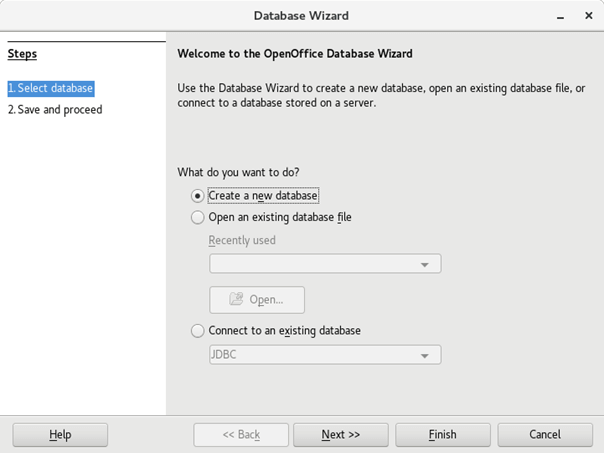 Database Wizard
Steps
1. Select database
2. Save and proceed
Welcome to the OpenOffice Database Wizard
Use the Database Wizard to create a new database, open an existing database file, or
connect to a database stored on a server.
What do you want to do?
Create a new database
Open an existing database file
Recently used
Open...
Connect to an existing database
JDBC
Help
<< Back
Next >>
Finish
Cancel